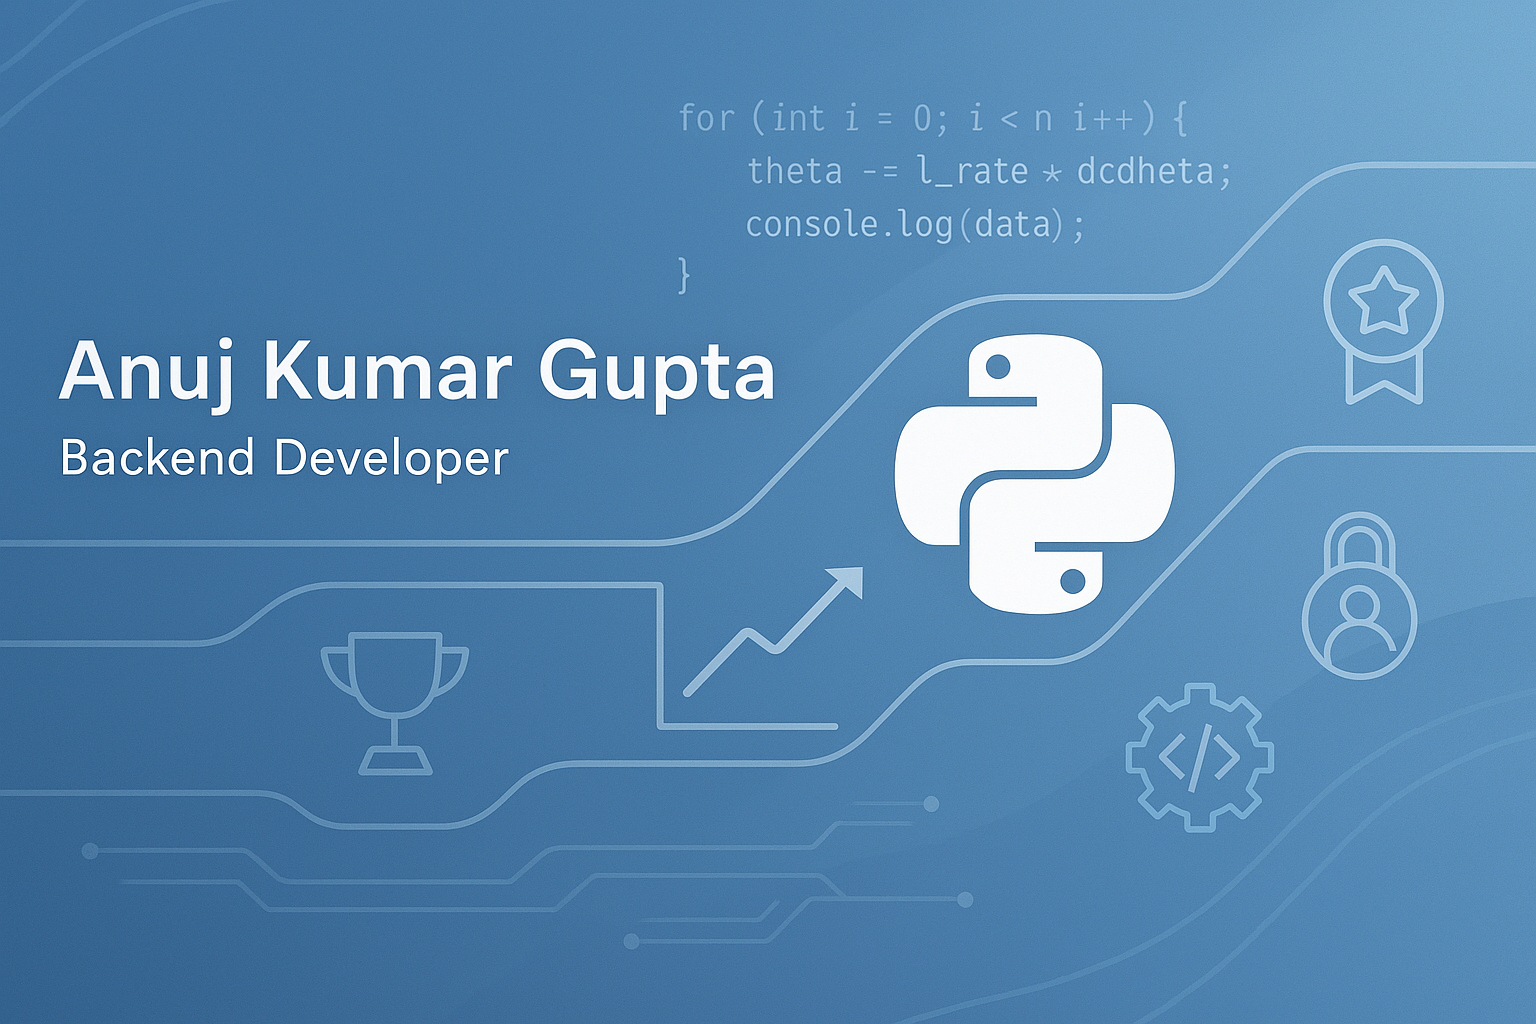 for (int i = 0; i < n i++) {
theta -= l_rate * dcdheta;
console.log(data);
}
Anuj Kumar Gupta
Backend Developer
</>